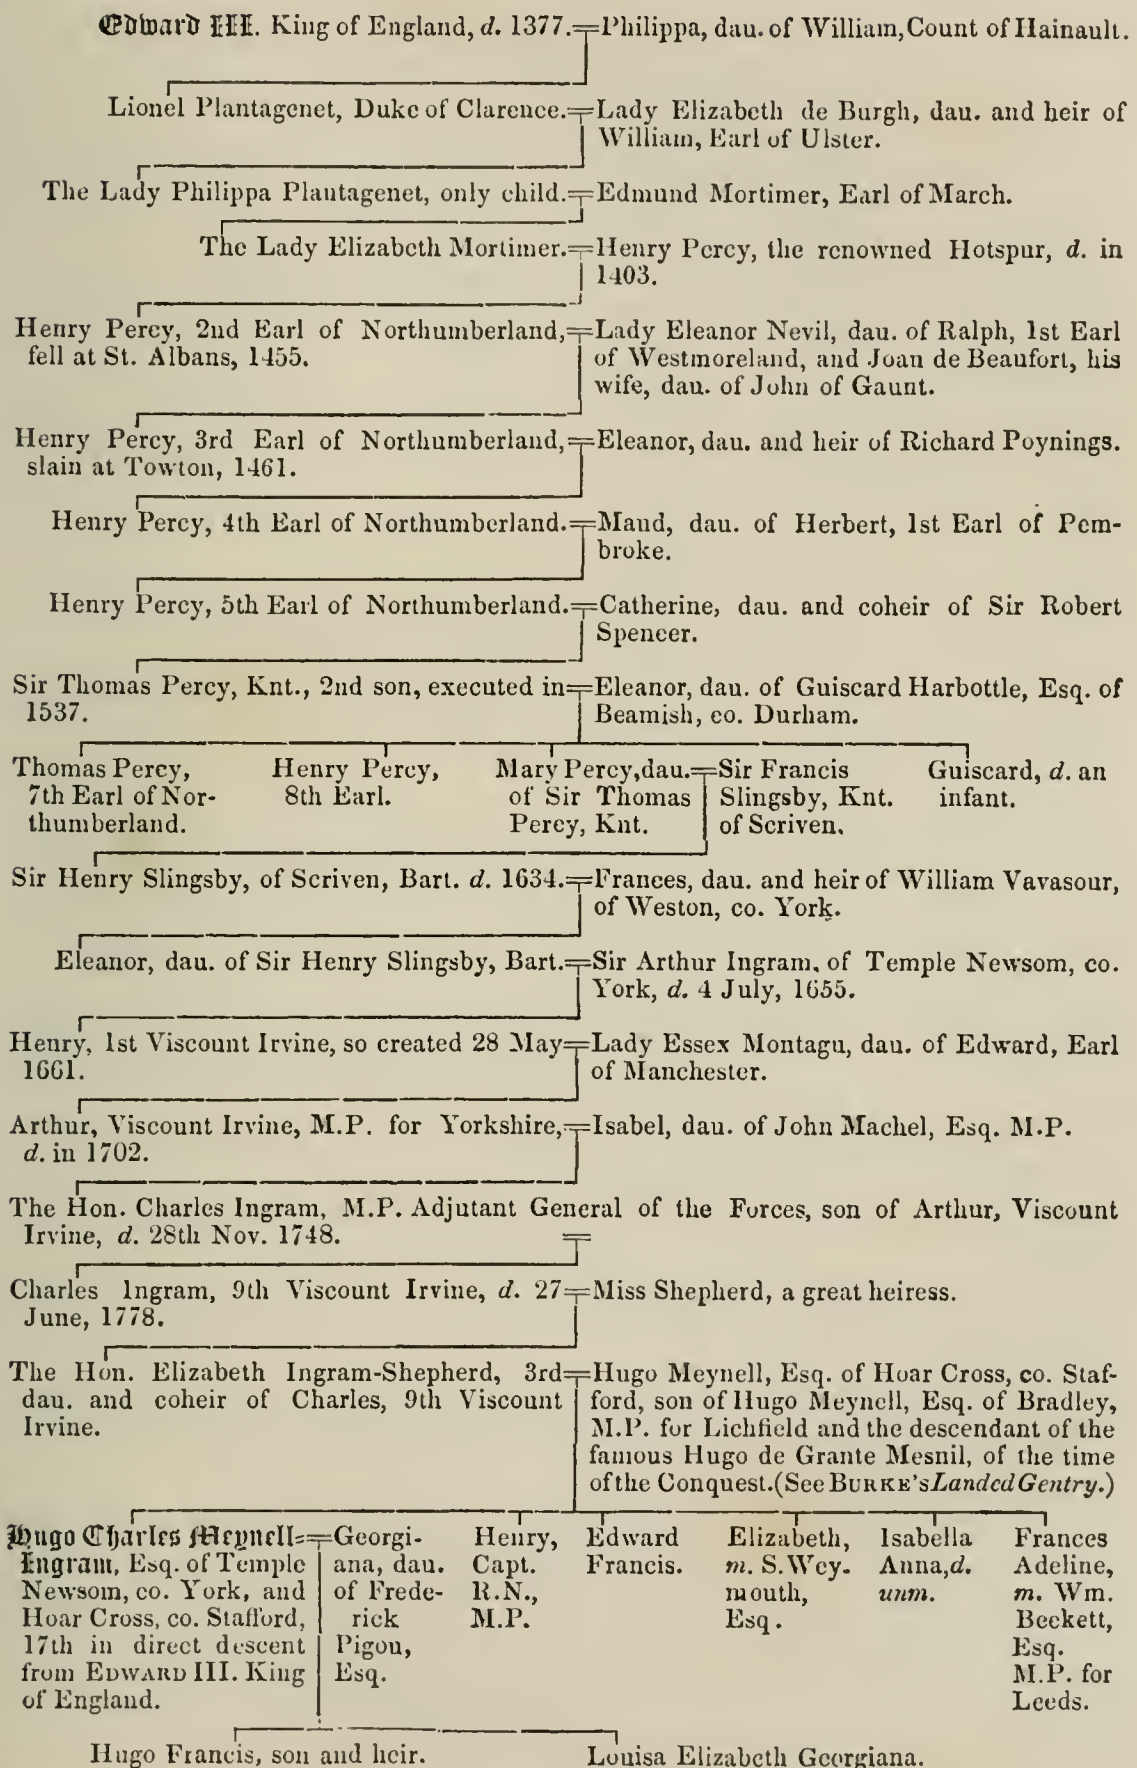 Edward III. King of England, d. 1377.=Philippa, dau. of William, Count of Hainault.
Lionel Plantagenet, Duke of Clarence.=Lady Elizabeth de Burgh, dau. and heir of
William, Earl of Ulster.
The Lady Philippa Plantagenet, only child.=Edmund Mortimer, Earl of March.
The Lady Elizabeth Mortimer.=Henry Percy, the renowned Hotspur, d. in
1403.
Henry Percy, 2nd Earl of Northumberland,
fell at St. Albans, 1455.
=Lady Eleanor Nevil, dau. of Ralph, 1st Earl
of Westmoreland, and Joan de Beaufort, his
wife, dau. of John of Gaunt.
Henry Percy, 3rd Earl of Northumberland,
slain at Towton, 1461.
=Eleanor, dau. and heir of Richard Poynings.
Henry Percy, 4th Earl of Northumberland.=Maud, dau. of Herbert, 1st Earl of Pem-
broke.
Henry Percy, 5th Earl of Northumberland.=Catherine, dau. and coheir of Sir Robert
Spencer.
Sir Thomas Percy, Knt., 2nd son, executed in
1537.
=Eleanor, dau. of Guiscard Harbottle, Esq. of
Beamish, co. Durham.
Thomas Percy,
7th Earl of Nor-
thumberland.
Henry Percy,
8th Earl.
Mary Percy, dau.
of Sir Thomas
Percy, Knt.
=Sir Francis
Slingsby, Knt.
of Scriven.
Guiscard, d. an
infant.
Sir Henry Slingsby, of Scriven, Bart. d. 1634.=Frances, dau. and heir of William Vavasour,
of Weston, co. York.
Eleanor, dau. of Sir Henry Slingsby, Bart.=Sir Arthur Ingram, of Temple Newsom, co.
York, d. 4 July, 1655.
Henry, 1st Viscount Irvine, so created 28 May
1661.
=Lady Essex Montagu, dau. of Edward, Earl
of Manchester.
Arthur, Viscount Irvine, M.P. for Yorkshire,
d. in 1702.
=Isabel, dau. of John Machel, Esq. M.P.
The Hon. Charles Ingram, M.P. Adjutant General of the Forces, son of Arthur, Viscount
Irvine, d. 28th Nov. 1748. =
Charles Ingram, 9th Viscount Irvine, d. 27
June, 1778.
=Miss Shepherd, a great heiress.
The Hon. Elizabeth Ingram-Shepherd, 3rd
dau. and coheir of Charles, 9th Viscount
Irvine.
=Hugo Meynell, Esq. of Hoar Cross, co. Staf-
ford, son of Hugo Meynell, Esq. of Bradley,
M.P. for Lichfield and the descendant of the
famous Hugo de Grante Mesnil, of the time
of the Conquest. (See BURKE's Landed Gentry.)
Hugo Charles Meynell-
Ingram, Esq. of Temple
Newsom, co. York, and
Hoar Cross, co. Stafford,
17th in direct descent
from EDWARD III. King
of England.
=Georgi-
ana, dau.
of Frede-
rick
Pigou,
Esq.
Henry,
Capt.
R.N.,
M.P.
Edward
Francis.
Elizabeth,
m. S. Wey-
mouth,
Esq.
Isabella
Anna, d.
unm.
Frances
Adeline,
m. Wm.
Beckett,
Esq.
M.P. for
Leeds.
Hugo Francis, son and heir.
Louisa Elizabeth Georgiana.